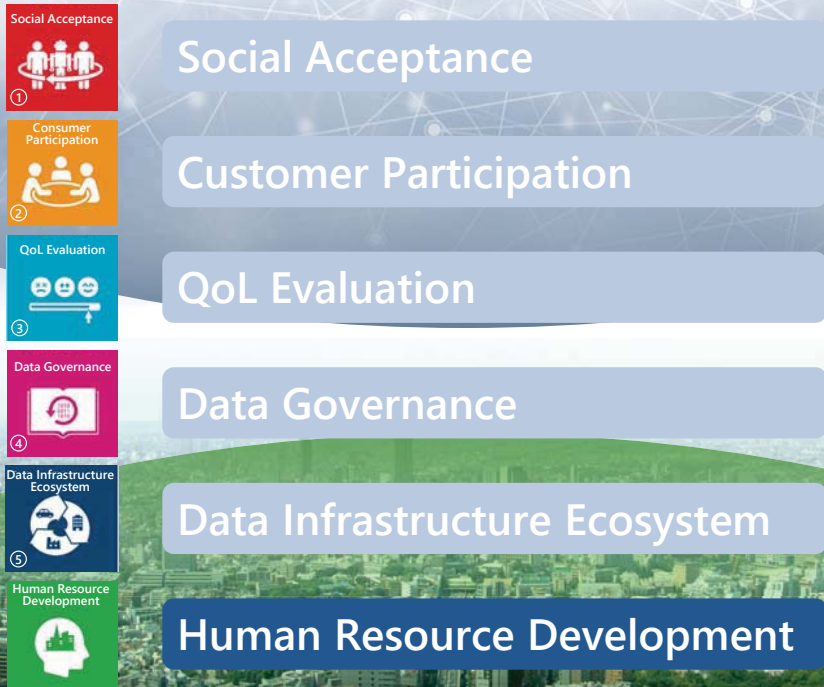 Social Acceptance
①
Social Acceptance
Consumer
Participation
②
Customer Participation
QoL Evaluation
③
QoL Evaluation
Data Governance
④
Data Governance
Data Infrastructure
Ecosystem
⑤
Data Infrastructure Ecosystem
Human Resource
Development
Human Resource Development